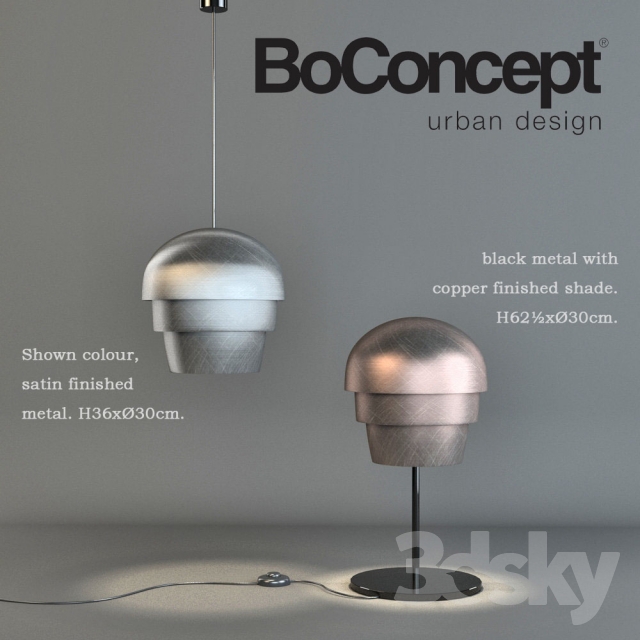 BoConcept®
urban design
black metal with
copper finished shade.
H62½xØ30cm.
Shown colour,
satin finished
metal. H36xØ30cm.
3dsky